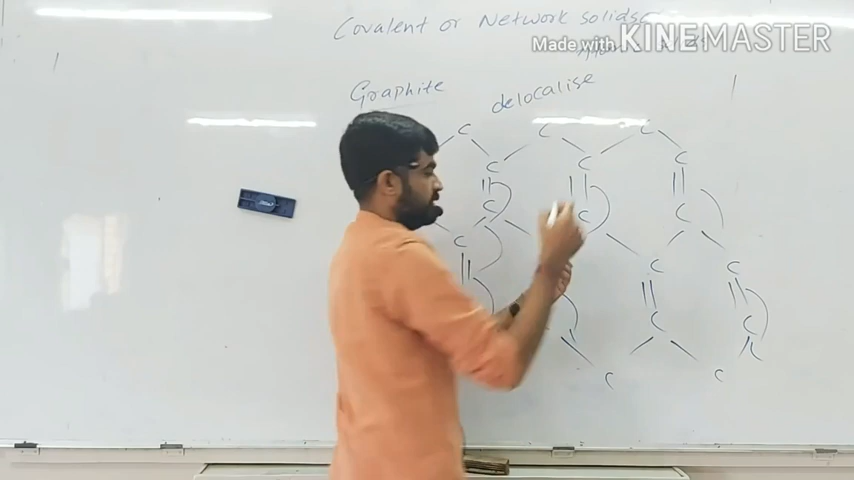 Covalent or Network solids
Made with KINEMASTER
Graphite
delocalise
C C C
C C C
C C C
C C C
C C
C C